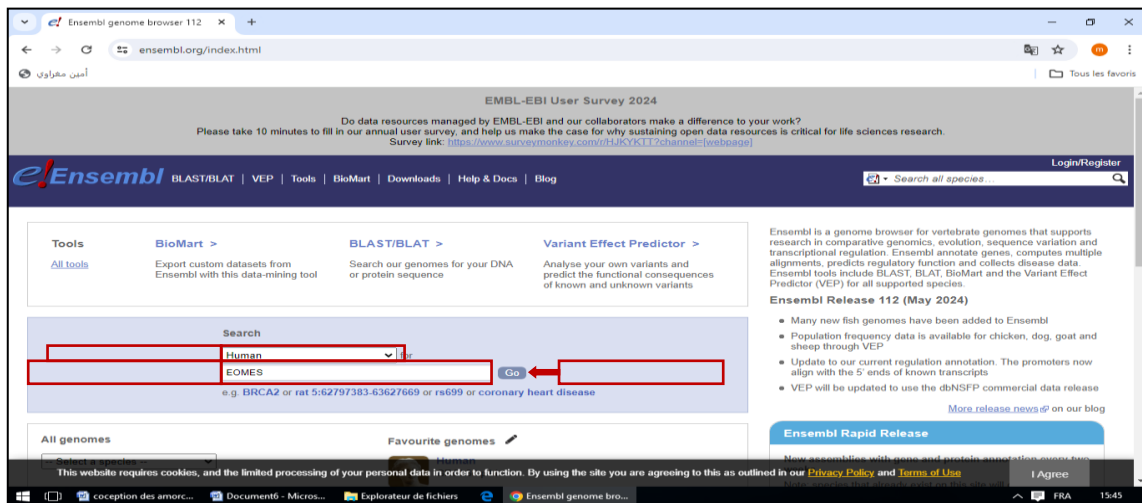 Ensembl genome browser 112
ensembl.org/index.html
أمين مغراوي
Tous les favoris
EMBL-EBI User Survey 2024
Do data resources managed by EMBL-EBI and our collaborators make a difference to your work?
Please take 10 minutes to fill in our annual user survey, and help us make the case for why sustaining open data resources is critical for life sciences research.
Survey link: https://www.surveymonkey.com/r/HJKYKTT?channel=[webpage]
Login/Register
e!Ensembl BLAST/BLAT | VEP | Tools | BioMart | Downloads | Help & Docs | Blog
Search all species...
Tools
All tools
BioMart >
Export custom datasets from
Ensembl with this data-mining tool
BLAST/BLAT >
Search our genomes for your DNA
or protein sequence
Variant Effect Predictor >
Analyse your own variants and
predict the functional consequences
of known and unknown variants
Search
Human for
EOMES Go
e.g. BRCA2 or rat 5:62797383-63627669 or rs699 or coronary heart disease
All genomes
-- Select a species --
Favourite genomes
Human
Ensembl is a genome browser for vertebrate genomes that supports
research in comparative genomics, evolution, sequence variation and
transcriptional regulation. Ensembl annotate genes, computes multiple
alignments, predicts regulatory function and collects disease data.
Ensembl tools include BLAST, BLAT, BioMart and the Variant Effect
Predictor (VEP) for all supported species.
Ensembl Release 112 (May 2024)
Many new fish genomes have been added to Ensembl
Population frequency data is available for chicken, dog, goat and
sheep through VEP
Update to our current regulation annotation. The promoters now
align with the 5' ends of known transcripts
VEP will be updated to use the dbNSFP commercial data release
More release news on our blog
Ensembl Rapid Release
New assemblies with gene and protein annotation every two
This website requires cookies, and the limited processing of your personal data in order to function. By using the site you are agreeing to this as outlined in our Privacy Policy and Terms of Use
I Agree
coception des amorc...
Document6 - Micros...
Explorateur de fichiers
Ensembl genome bro...
FRA
15:45